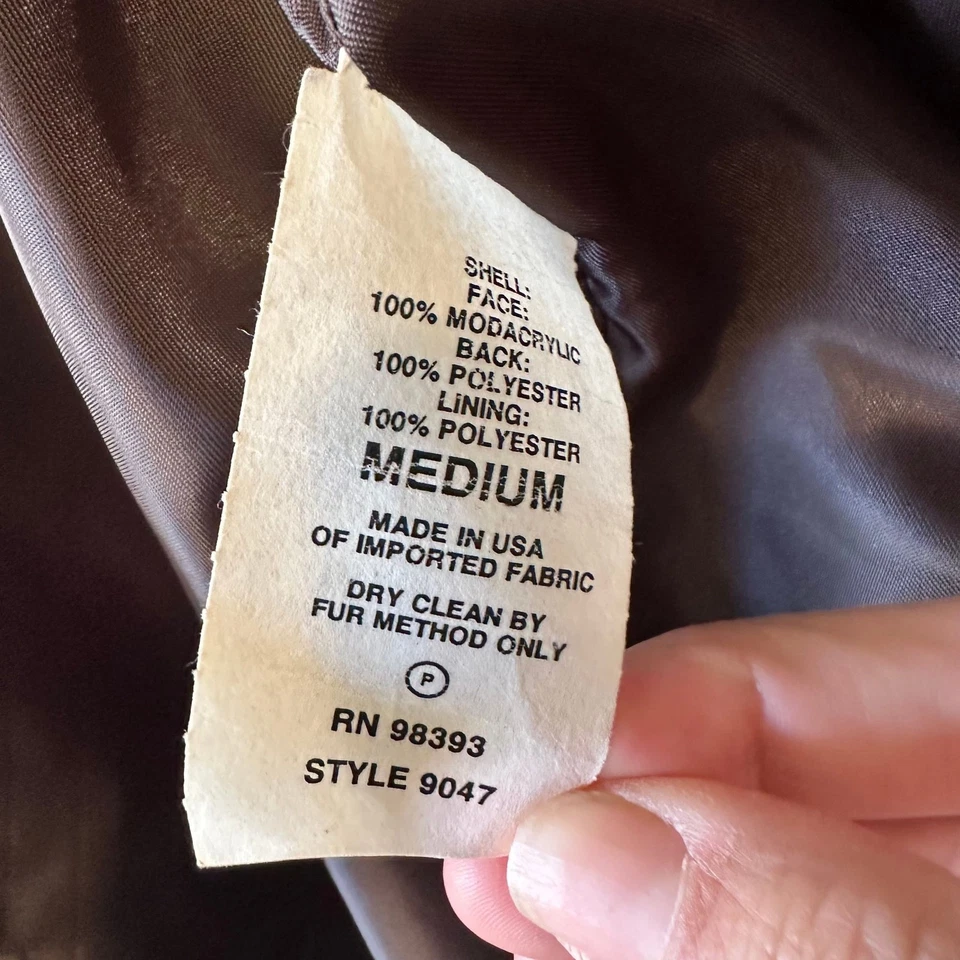 SHELL:
FACE:
100% MODACRYLIC
BACK:
100% POLYESTER
LINING:
100% POLYESTER
MEDIUM
MADE IN USA
OF IMPORTED FABRIC
DRY CLEAN BY
FUR METHOD ONLY
P
RN 98393
STYLE 9047